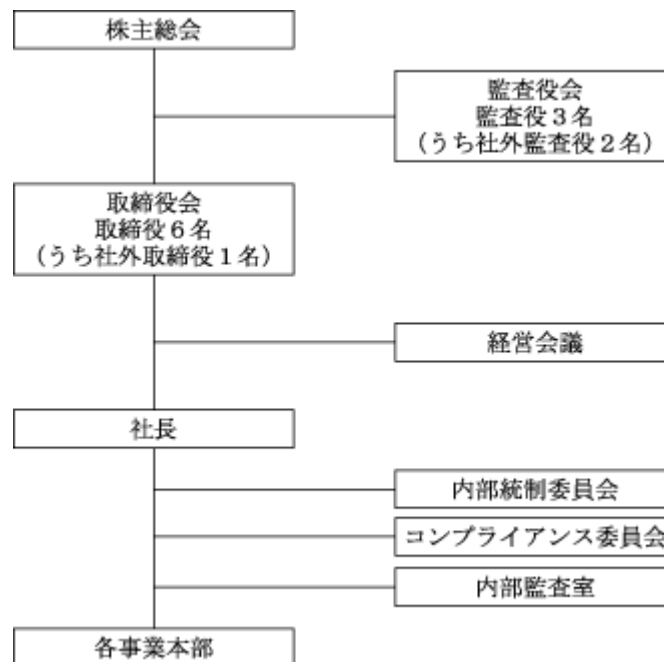 株主総会
監査役会
監査役3名
(うち社外監査役2名)
取締役会
取締役6名
(うち社外取締役1名)
経営会議
社長
内部統制委員会
コンプライアンス委員会
内部監査室
各事業本部